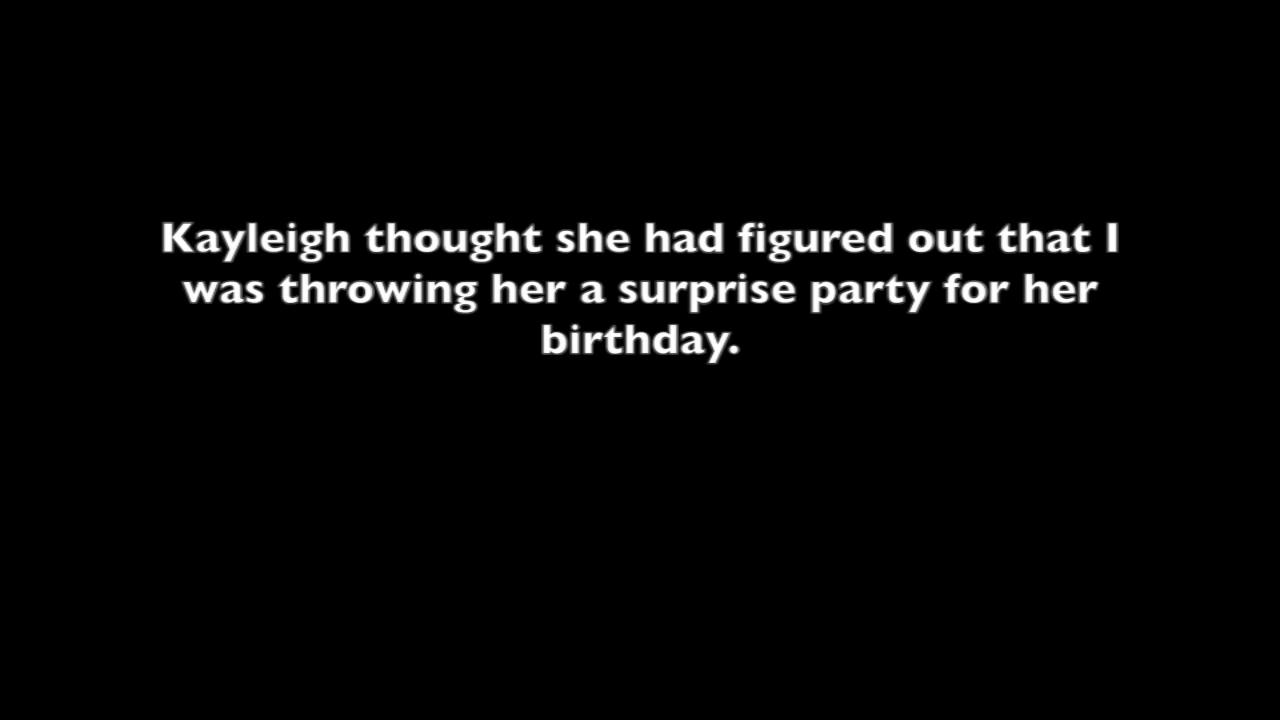 Kayleigh thought she had figured out that I
was throwing her a surprise party for her
birthday.